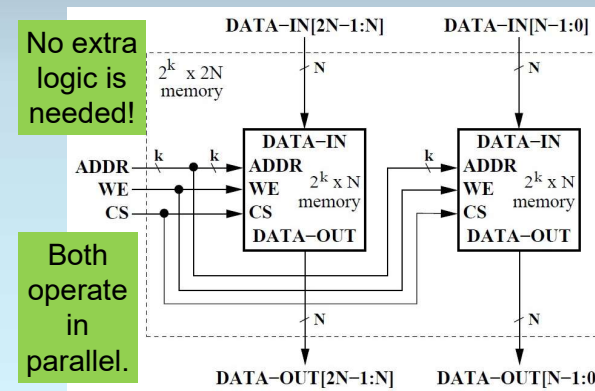 DATA−IN[2N−1:N] DATA−IN[N−1:0]
No extra
logic is
needed!
2^k x 2N
memory
N N
DATA−IN DATA−IN
ADDR k k ADDR k ADDR
WE WE WE
CS CS CS
2^k x N
memory
2^k x N
memory
DATA−OUT DATA−OUT
Both
operate
in
parallel.
N N
DATA−OUT[2N−1:N] DATA−OUT[N−1:0